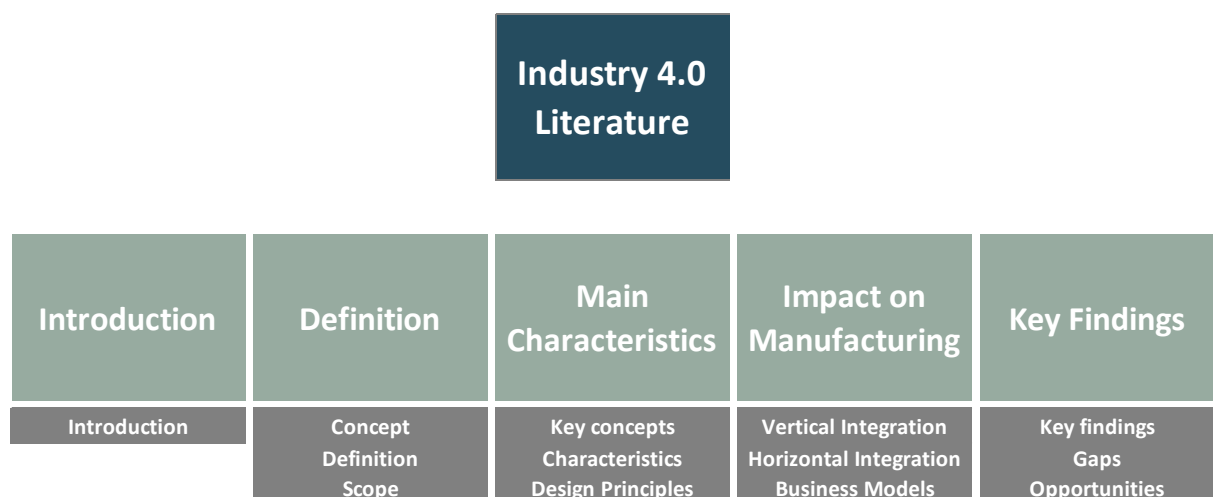 Industry 4.0
Literature
Introduction
Definition
Main
Characteristics
Impact on
Manufacturing
Key Findings
Introduction
Concept
Definition
Scope
Key concepts
Characteristics
Design Principles
Vertical Integration
Horizontal Integration
Business Models
Key findings
Gaps
Opportunities